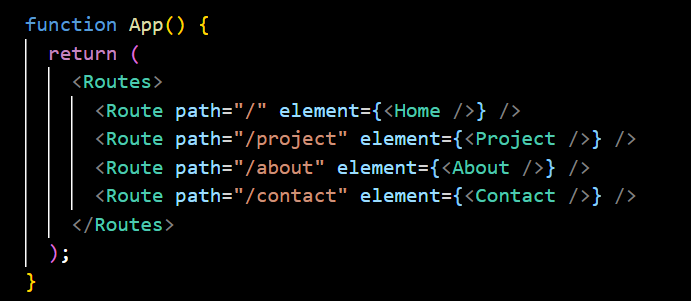 function App() {
  return (
    <Routes>
      <Route path="/" element={<Home />} />
      <Route path="/project" element={<Project />} />
      <Route path="/about" element={<About />} />
      <Route path="/contact" element={<Contact />} />
    </Routes>
  );
}